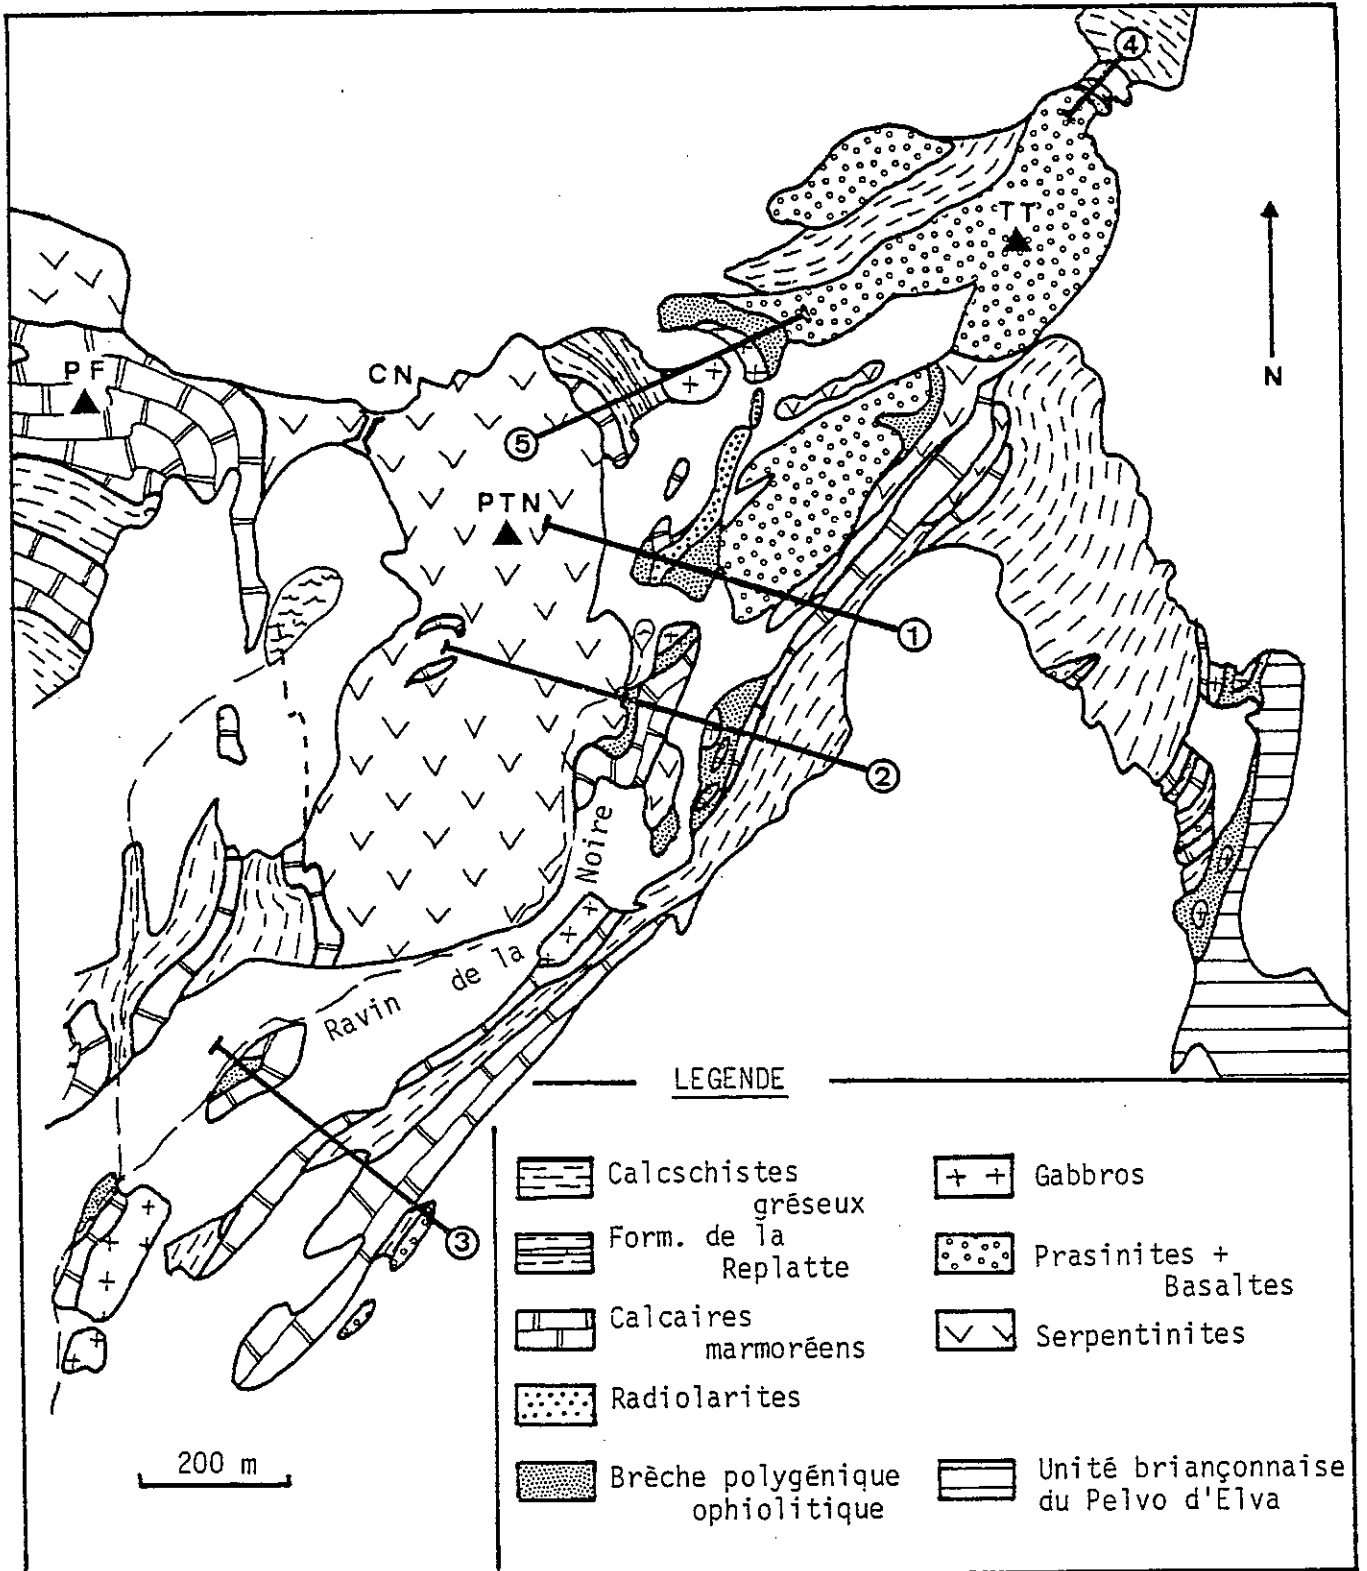 ④
TT
N
PF
CN
⑤
PTN
①
②
Noire
de la
Ravin
③
LEGENDE
Calcschistes
gréseux
Form. de la
Replatte
Calcaires
marmoréens
Radiolarites
Brèche polygénique
ophiolitique
Gabbros
Prasinites +
Basaltes
Serpentinites
Unité briançonnaise
du Pelvo d'Elva
200 m